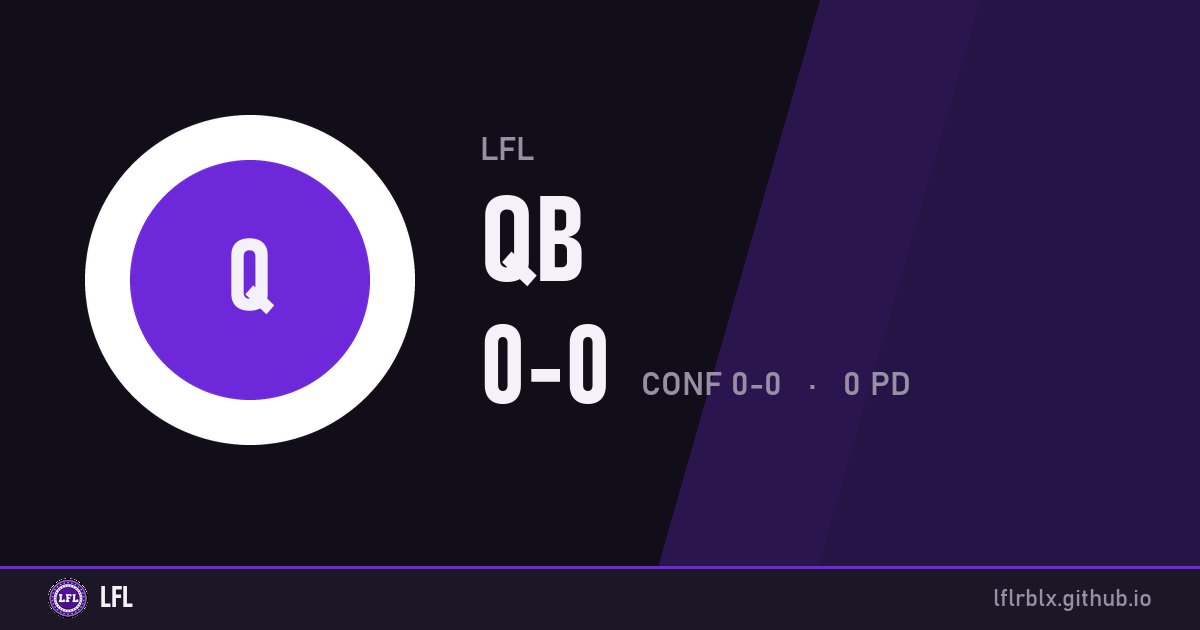 Q
LFL
QB
0-0 CONF 0-0 · 0 PD
LFL LFL
lflrblx.github.io